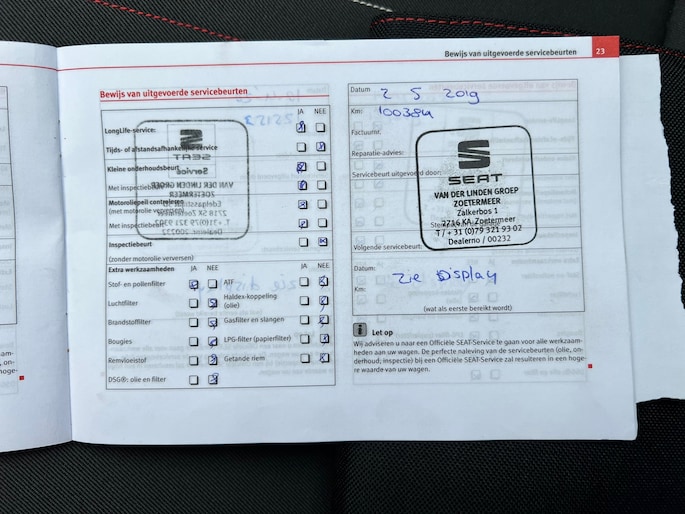 Bewijs van uitgevoerde servicebeurten 23
Bewijs van uitgevoerde servicebeurten
JA NEE
LongLife-service:
Tijds- of afstandsafhankelijke service
Kleine onderhoudsbeurt
Met inspectiebeurt
Motoroliepeil controleren
(met motorolie verversen)
Met inspectiebeurt
Inspectiebeurt
(zonder motorolie verversen)
Extra werkzaamheden JA NEE JA NEE
Stof- en pollenfilter
Luchtfilter
Brandstoffilter
Bougies
Remvloeistof
DSG®: olie en filter
ATF
Haldex-koppeling
(olie)
Gasfilter en slangen
LPG-filter (papierfilter)
Getande riem
Datum 2 5 2019
Km: 100384
Factuurnr.
Reparatie-advies:
Servicebeurt uitgevoerd door:
SEAT
VAN DER LINDEN GROEP
ZOETERMEER
Zalkerbos 1
2716 KA Zoetermeer
T / + 31 (0)79 321 93 02
Dealerno / 00232
Volgende servicebeurt:
Datum:
Zie Display
Km:
(wat als eerste bereikt wordt)
i Let op
Wij adviseren u naar een Officiële SEAT-Service te gaan voor alle werkzaam-
heden aan uw wagen. De perfecte naleving van de servicebeurten (olie, on-
derhoud, inspectie) bij een Officiële SEAT-Service zal resulteren in een hoge-
re waarde van uw wagen.